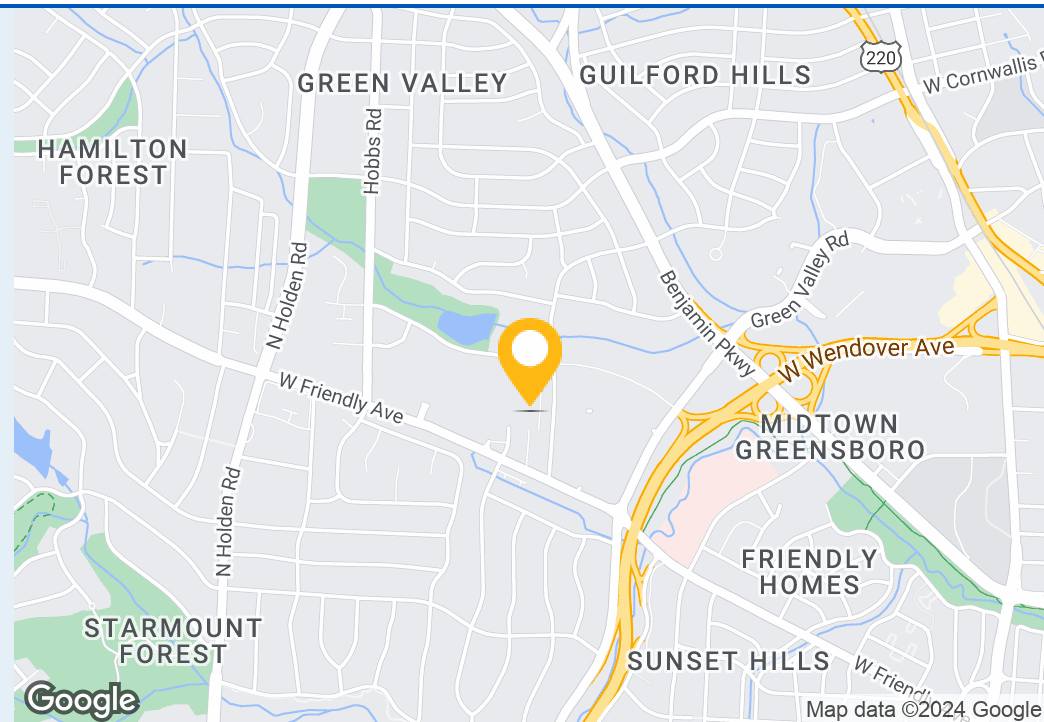 220
GREEN VALLEY
GUILFORD HILLS
W Cornwallis
HAMILTON
FOREST
Hobbs Rd
N Holden Rd
Green Valley Rd
Benjamin Pkwy
W Wendover Ave
W Friendly Ave
MIDTOWN
GREENSBORO
N Holden Rd
FRIENDLY
HOMES
STARMOUNT
FOREST
SUNSET HILLS
W Friendly
Google
Map data ©2024 Google